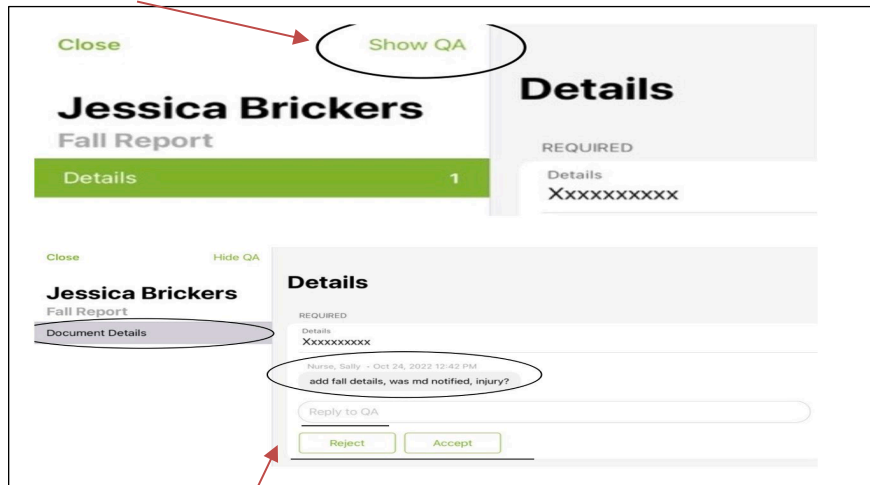 Close Show QA
Details
Jessica Brickers
Fall Report
REQUIRED
Details 1
Details
Xxxxxxxxxx
Close Hide QA
Details
Jessica Brickers
Fall Report
REQUIRED
Document Details
Details
Xxxxxxxxxx
Nurse, Sally • Oct 24, 2022 12:42 PM
add fall details, was md notified, injury?
Reply to QA
Reject Accept